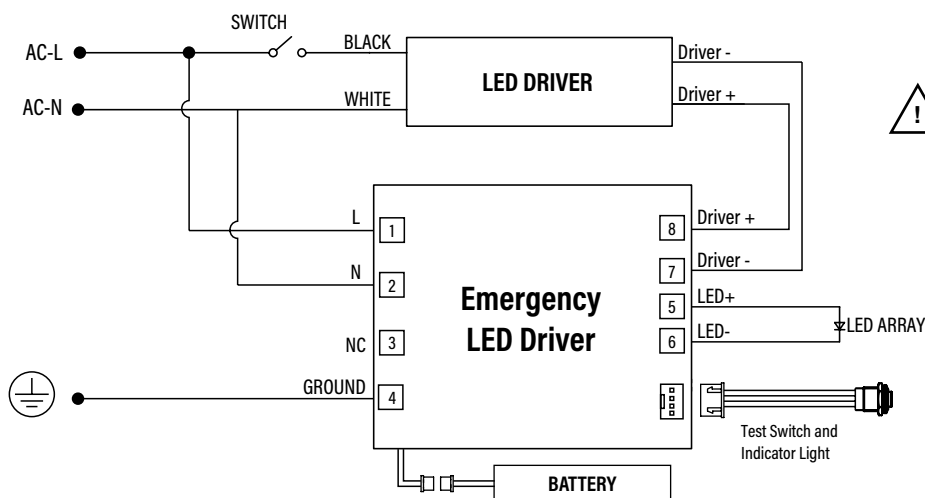 SWITCH
AC-L
BLACK
LED DRIVER
Driver -
AC-N
WHITE
Driver +
!
L
1
8
Driver +
N
2
7
Driver -
Emergency
LED Driver
5
LED+
LED ARRAY
NC
3
6
LED-
GROUND
4
Test Switch and
Indicator Light
BATTERY